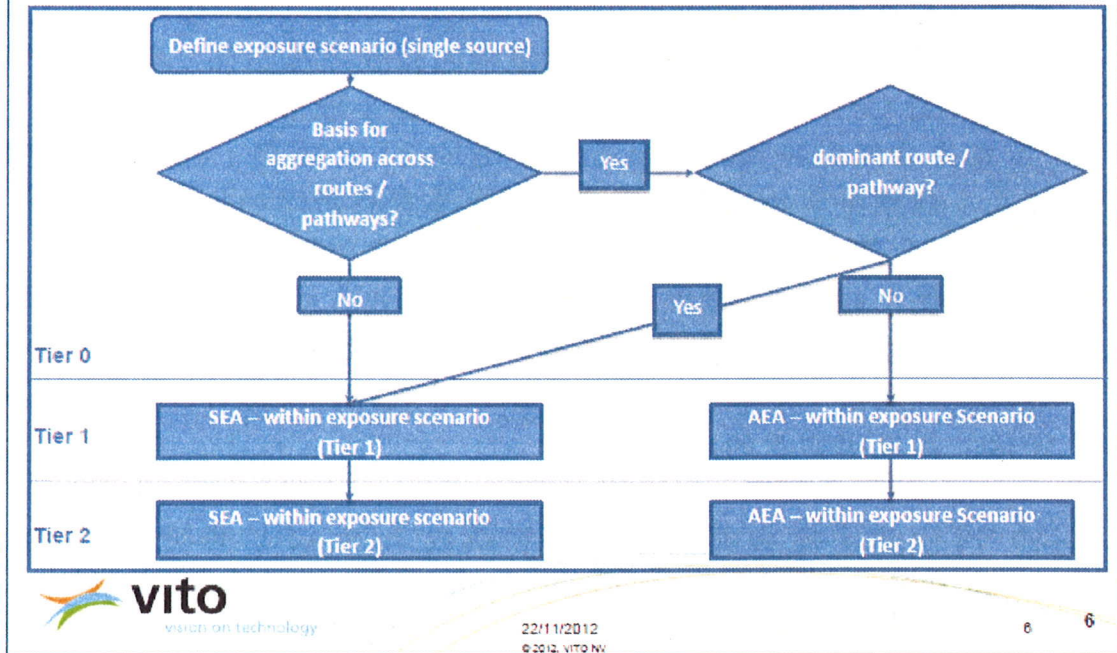 Define exposure scenario (single source)
Basis for
aggregation across
routes /
pathways?
Yes
dominant route /
pathway?
No
Yes
No
Tier 0
Tier 1
SEA – within exposure scenario
(Tier 1)
AEA – within exposure Scenario
(Tier 1)
Tier 2
SEA – within exposure scenario
(Tier 2)
AEA – within exposure Scenario
(Tier 2)
vito
vision on technology
22/11/2012
© 2012, VITO NV
6
6